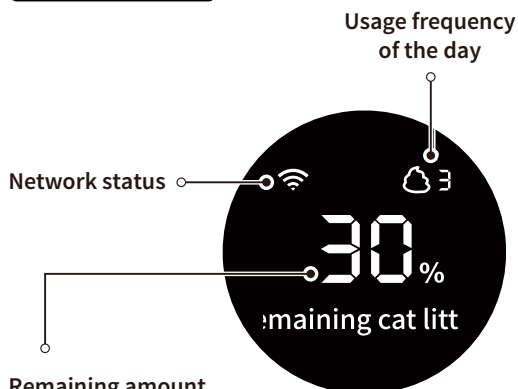 Usage frequency
of the day
Network status
3
30%
emaining cat litt
Remaining amount